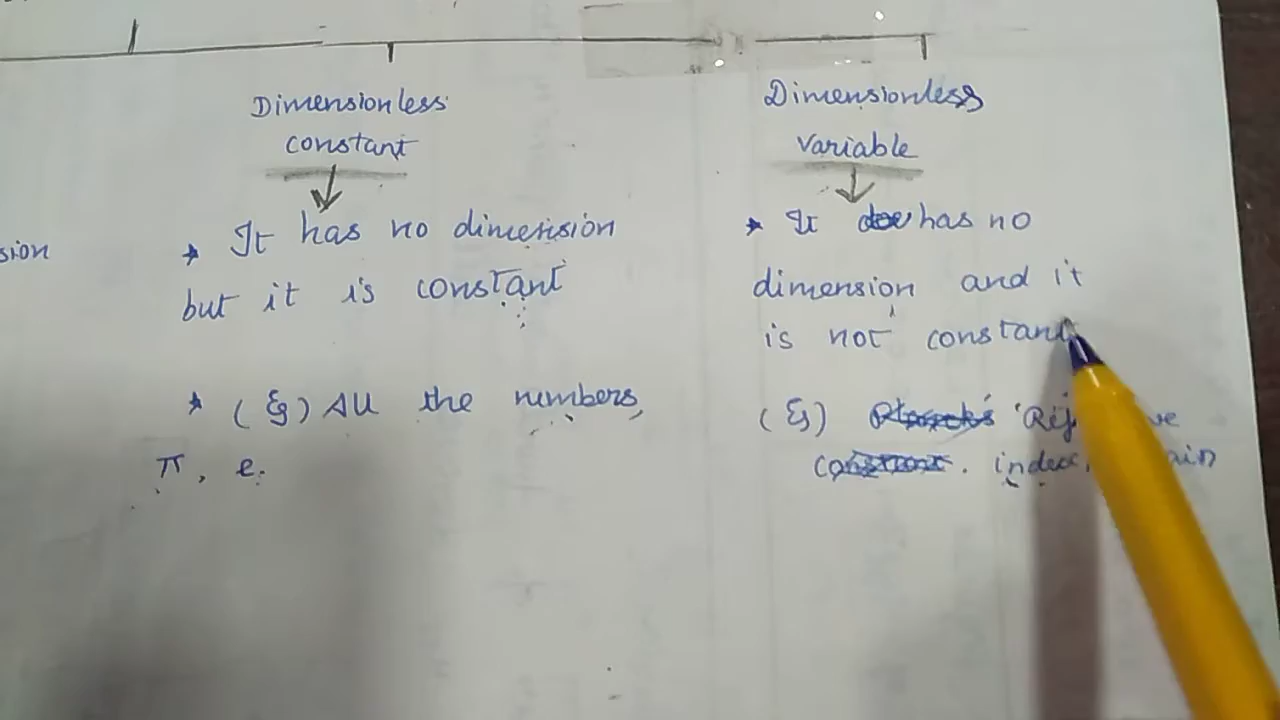 Dimensionless
constant
* It has no dimension
but it is constant
* (Eg) All the numbers,
π, e.
sion
Dimensionless
Variable
* It has no
dimension and it
is not constant
(Eg)
index,